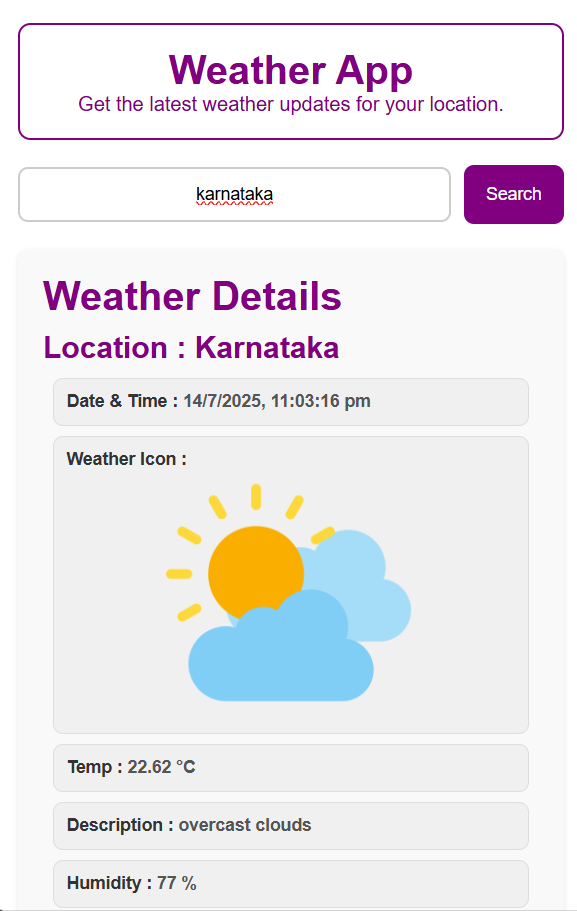 Weather App
Get the latest weather updates for your location.
karnataka
Search
Weather Details
Location : Karnataka
Date & Time : 14/7/2025, 11:03:16 pm
Weather Icon :
Temp : 22.62 °C
Description : overcast clouds
Humidity : 77 %